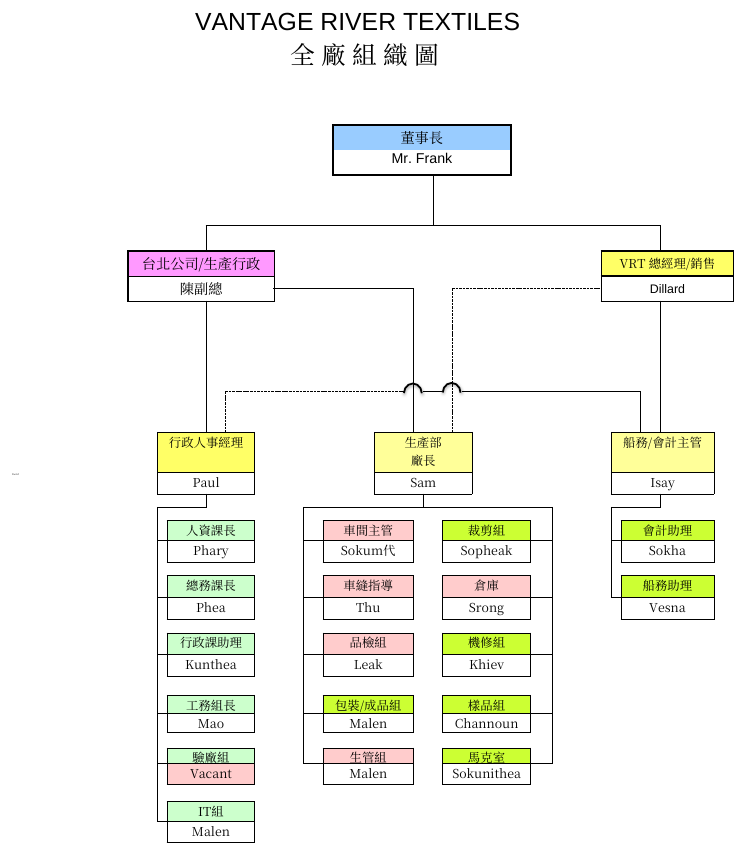 VANTAGE RIVER TEXTILES
全廠組織圖
董事長
Mr. Frank
台北公司/生產行政
陳副總
VRT 總經理/銷售
Dillard
行政人事經理
Paul
生產部
廠長
Sam
船務/會計主管
Isay
人資課長
Phary
總務課長
Phea
行政課助理
Kunthea
工務組長
Mao
驗廠組
Vacant
IT組
Malen
車間主管
Sokum代
車縫指導
Thu
品檢組
Leak
包裝/成品組
Malen
生管組
Malen
裁剪組
Sopheak
倉庫
Srong
機修組
Khiev
樣品組
Channoun
馬克室
Sokunithea
會計助理
Sokha
船務助理
Vesna